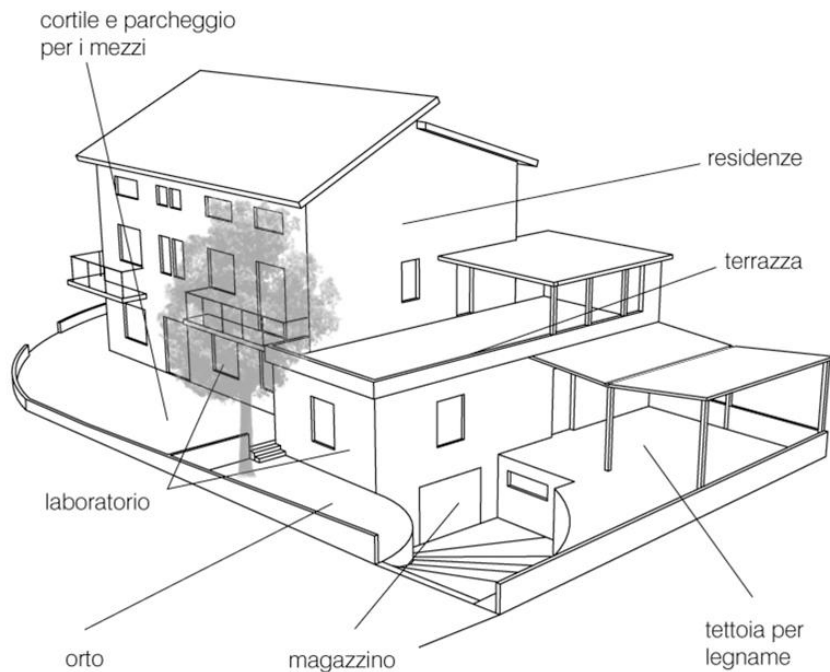 cortile e parcheggio
per i mezzi
residenze
terrazza
laboratorio
orto
magazzino
tettoia per
legname